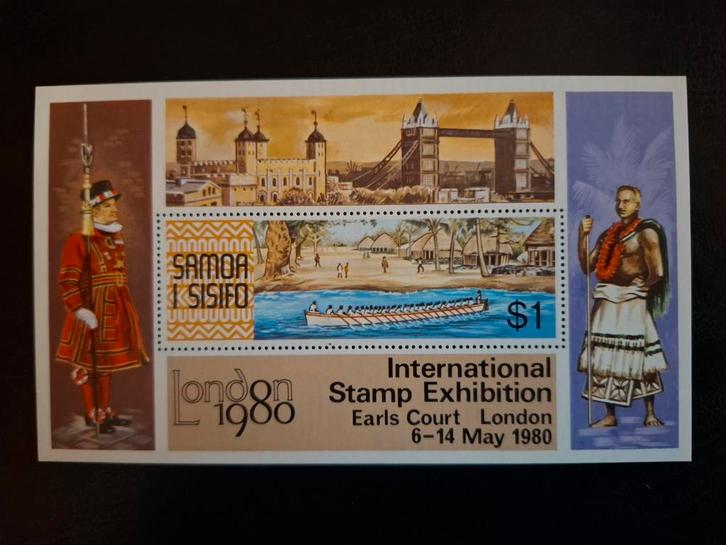 SAMOA
I SISIFO
$1
London
1980
International
Stamp Exhibition
Earls Court London
6–14 May 1980